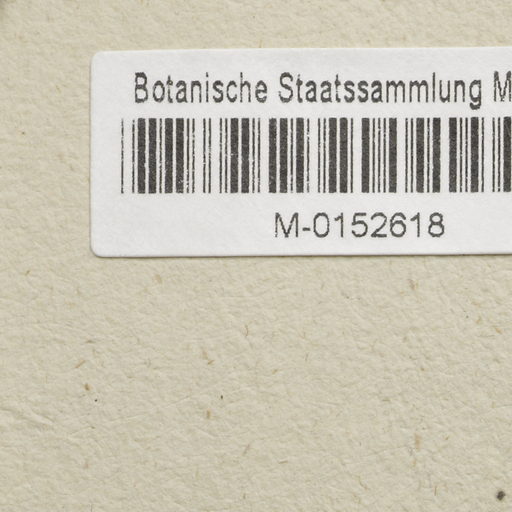 Botanische Staatssammlung M
M-0152618